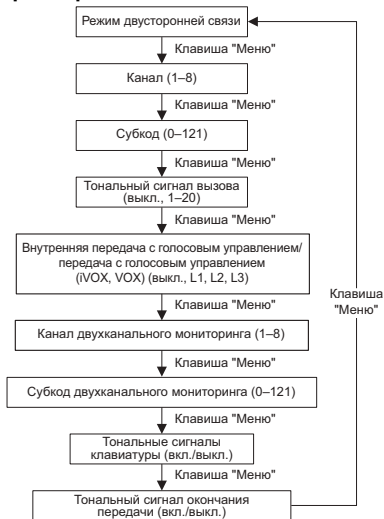 Режим двусторонней связи
Клавиша "Меню"
Канал (1–8)
Клавиша "Меню"
Субкод (0–121)
Клавиша "Меню"
Тональный сигнал вызова
(выкл., 1–20)
Клавиша "Меню"
Внутренняя передача с голосовым управлением/
передача с голосовым управлением
(iVOX, VOX) (выкл., L1, L2, L3)
Клавиша "Меню"
Канал двухканального мониторинга (1–8)
Клавиша "Меню"
Субкод двухканального мониторинга (0–121)
Клавиша "Меню"
Тональные сигналы
клавиатуры (вкл./выкл.)
Клавиша "Меню"
Тональный сигнал окончания
передачи (вкл./выкл.)
Клавиша
"Меню"